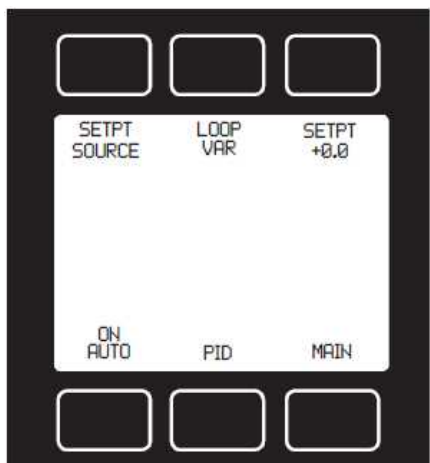 SETPT LOOP SETPT
SOURCE VAR +0.0
ON
AUTO PID MAIN